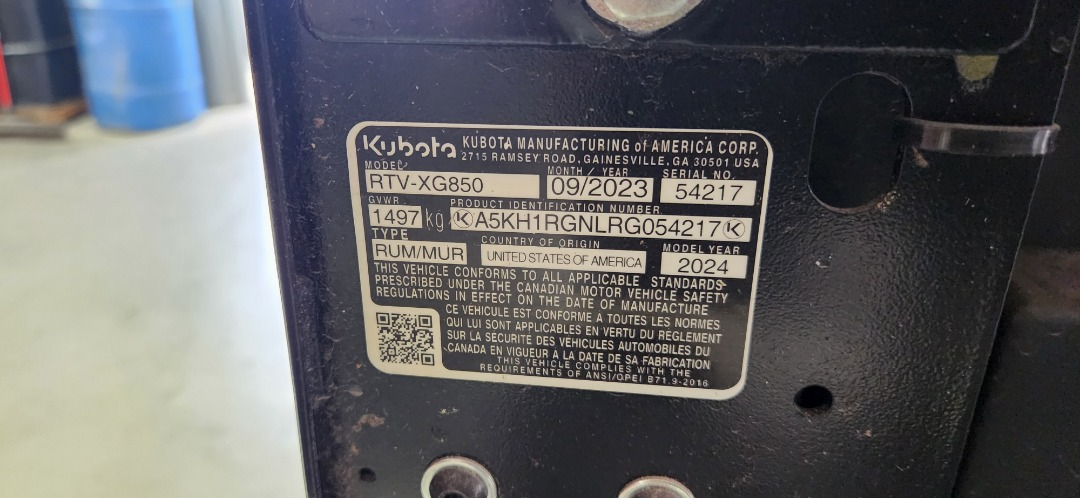 Kubota KUBOTA MANUFACTURING of AMERICA CORP.
2715 RAMSEY ROAD, GAINESVILLE, GA 30501 USA
MODEL MONTH / YEAR SERIAL NO.
RTV-XG850 09/2023 54217
GVWR PRODUCT IDENTIFICATION NUMBER
1497 kg A5KH1RGNLRG054217
TYPE COUNTRY OF ORIGIN MODEL YEAR
RUM/MUR UNITED STATES OF AMERICA 2024
THIS VEHICLE CONFORMS TO ALL APPLICABLE STANDARDS
PRESCRIBED UNDER THE CANADIAN MOTOR VEHICLE SAFETY
REGULATIONS IN EFFECT ON THE DATE OF MANUFACTURE
CE VEHICULE EST CONFORME A TOUTES LES NORMES
QUI LUI SONT APPLICABLES EN VERTU DU REGLEMENT
SUR LA SECURITE DES VEHICULES AUTOMOBILES DU
CANADA EN VIGUEUR A LA DATE DE SA FABRICATION
THIS VEHICLE COMPLIES WITH THE
REQUIREMENTS OF ANSI/OPEI B71.9-2016